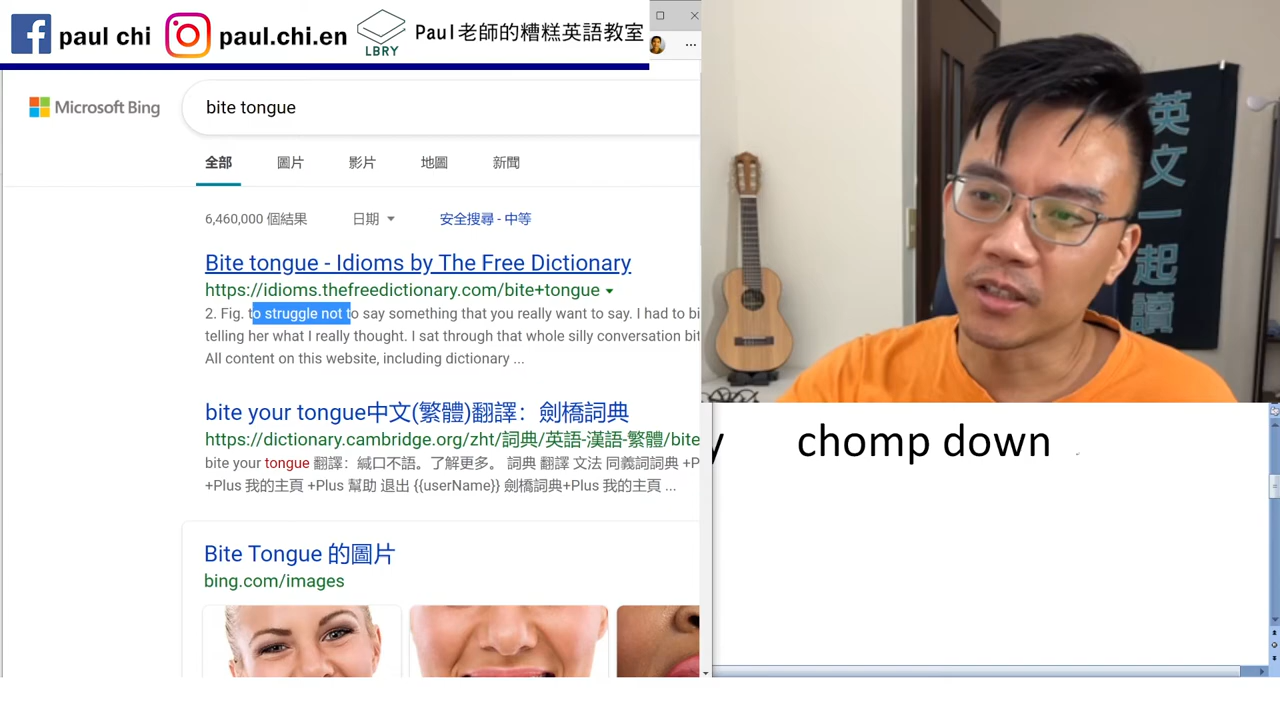 paul chi
paul.chi.en
LBRY
Paul老師的糟糕英語教室
Microsoft Bing
bite tongue
全部 圖片 影片 地圖 新聞
6,460,000 個結果 日期 安全搜尋 - 中等
Bite tongue - Idioms by The Free Dictionary
https://idioms.thefreedictionary.com/bite+tongue
2. Fig. to struggle not to say something that you really want to say. I had to bi
telling her what I really thought. I sat through that whole silly conversation bit
All content on this website, including dictionary ...
bite your tongue中文(繁體)翻譯：劍橋詞典
https://dictionary.cambridge.org/zht/詞典/英語-漢語-繁體/bite
bite your tongue 翻譯：緘口不語。了解更多。 詞典 翻譯 文法 同義詞詞典 +P
+Plus 我的主頁 +Plus 幫助 退出 {{userName}} 劍橋詞典+Plus 我的主頁 ...
Bite Tongue 的圖片
bing.com/images
英文一起讀
y chomp down